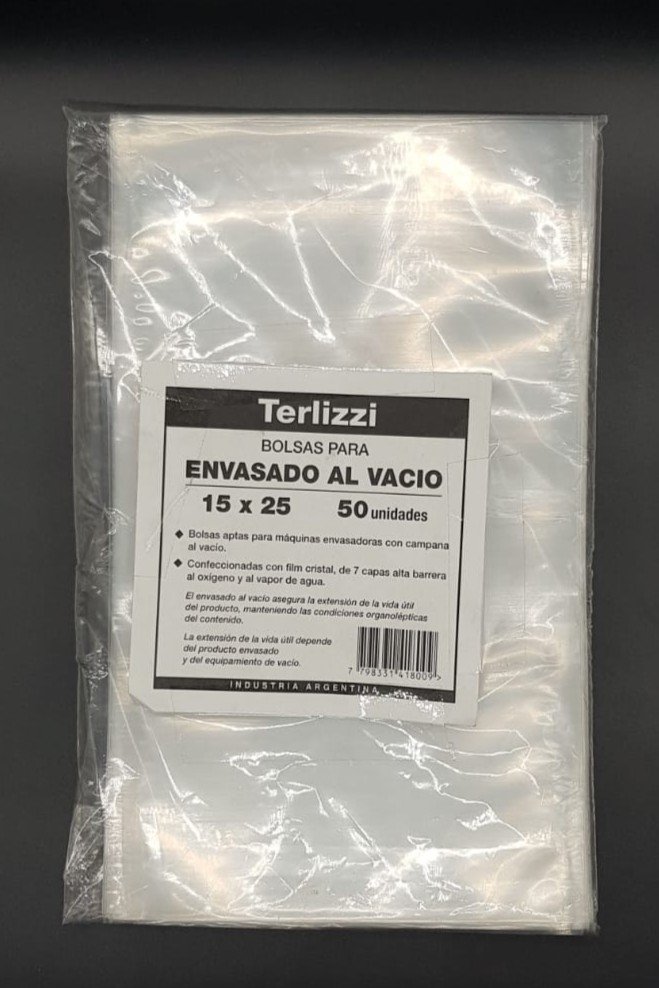 Terlizzi
BOLSAS PARA
ENVASADO AL VACIO
15 x 25 50 unidades
◆ Bolsas aptas para máquinas envasadoras con campana
al vacío.
◆ Confeccionadas con film cristal, de 7 capas alta barrera
al oxígeno y al vapor de agua.
El envasado al vacío asegura la extensión de la vida útil
del producto, manteniendo las condiciones organolépticas
del contenido.
La extensión de la vida útil depende
del producto envasado
y del equipamiento de vacío.
7 798331 418009 >
INDUSTRIA ARGENTINA